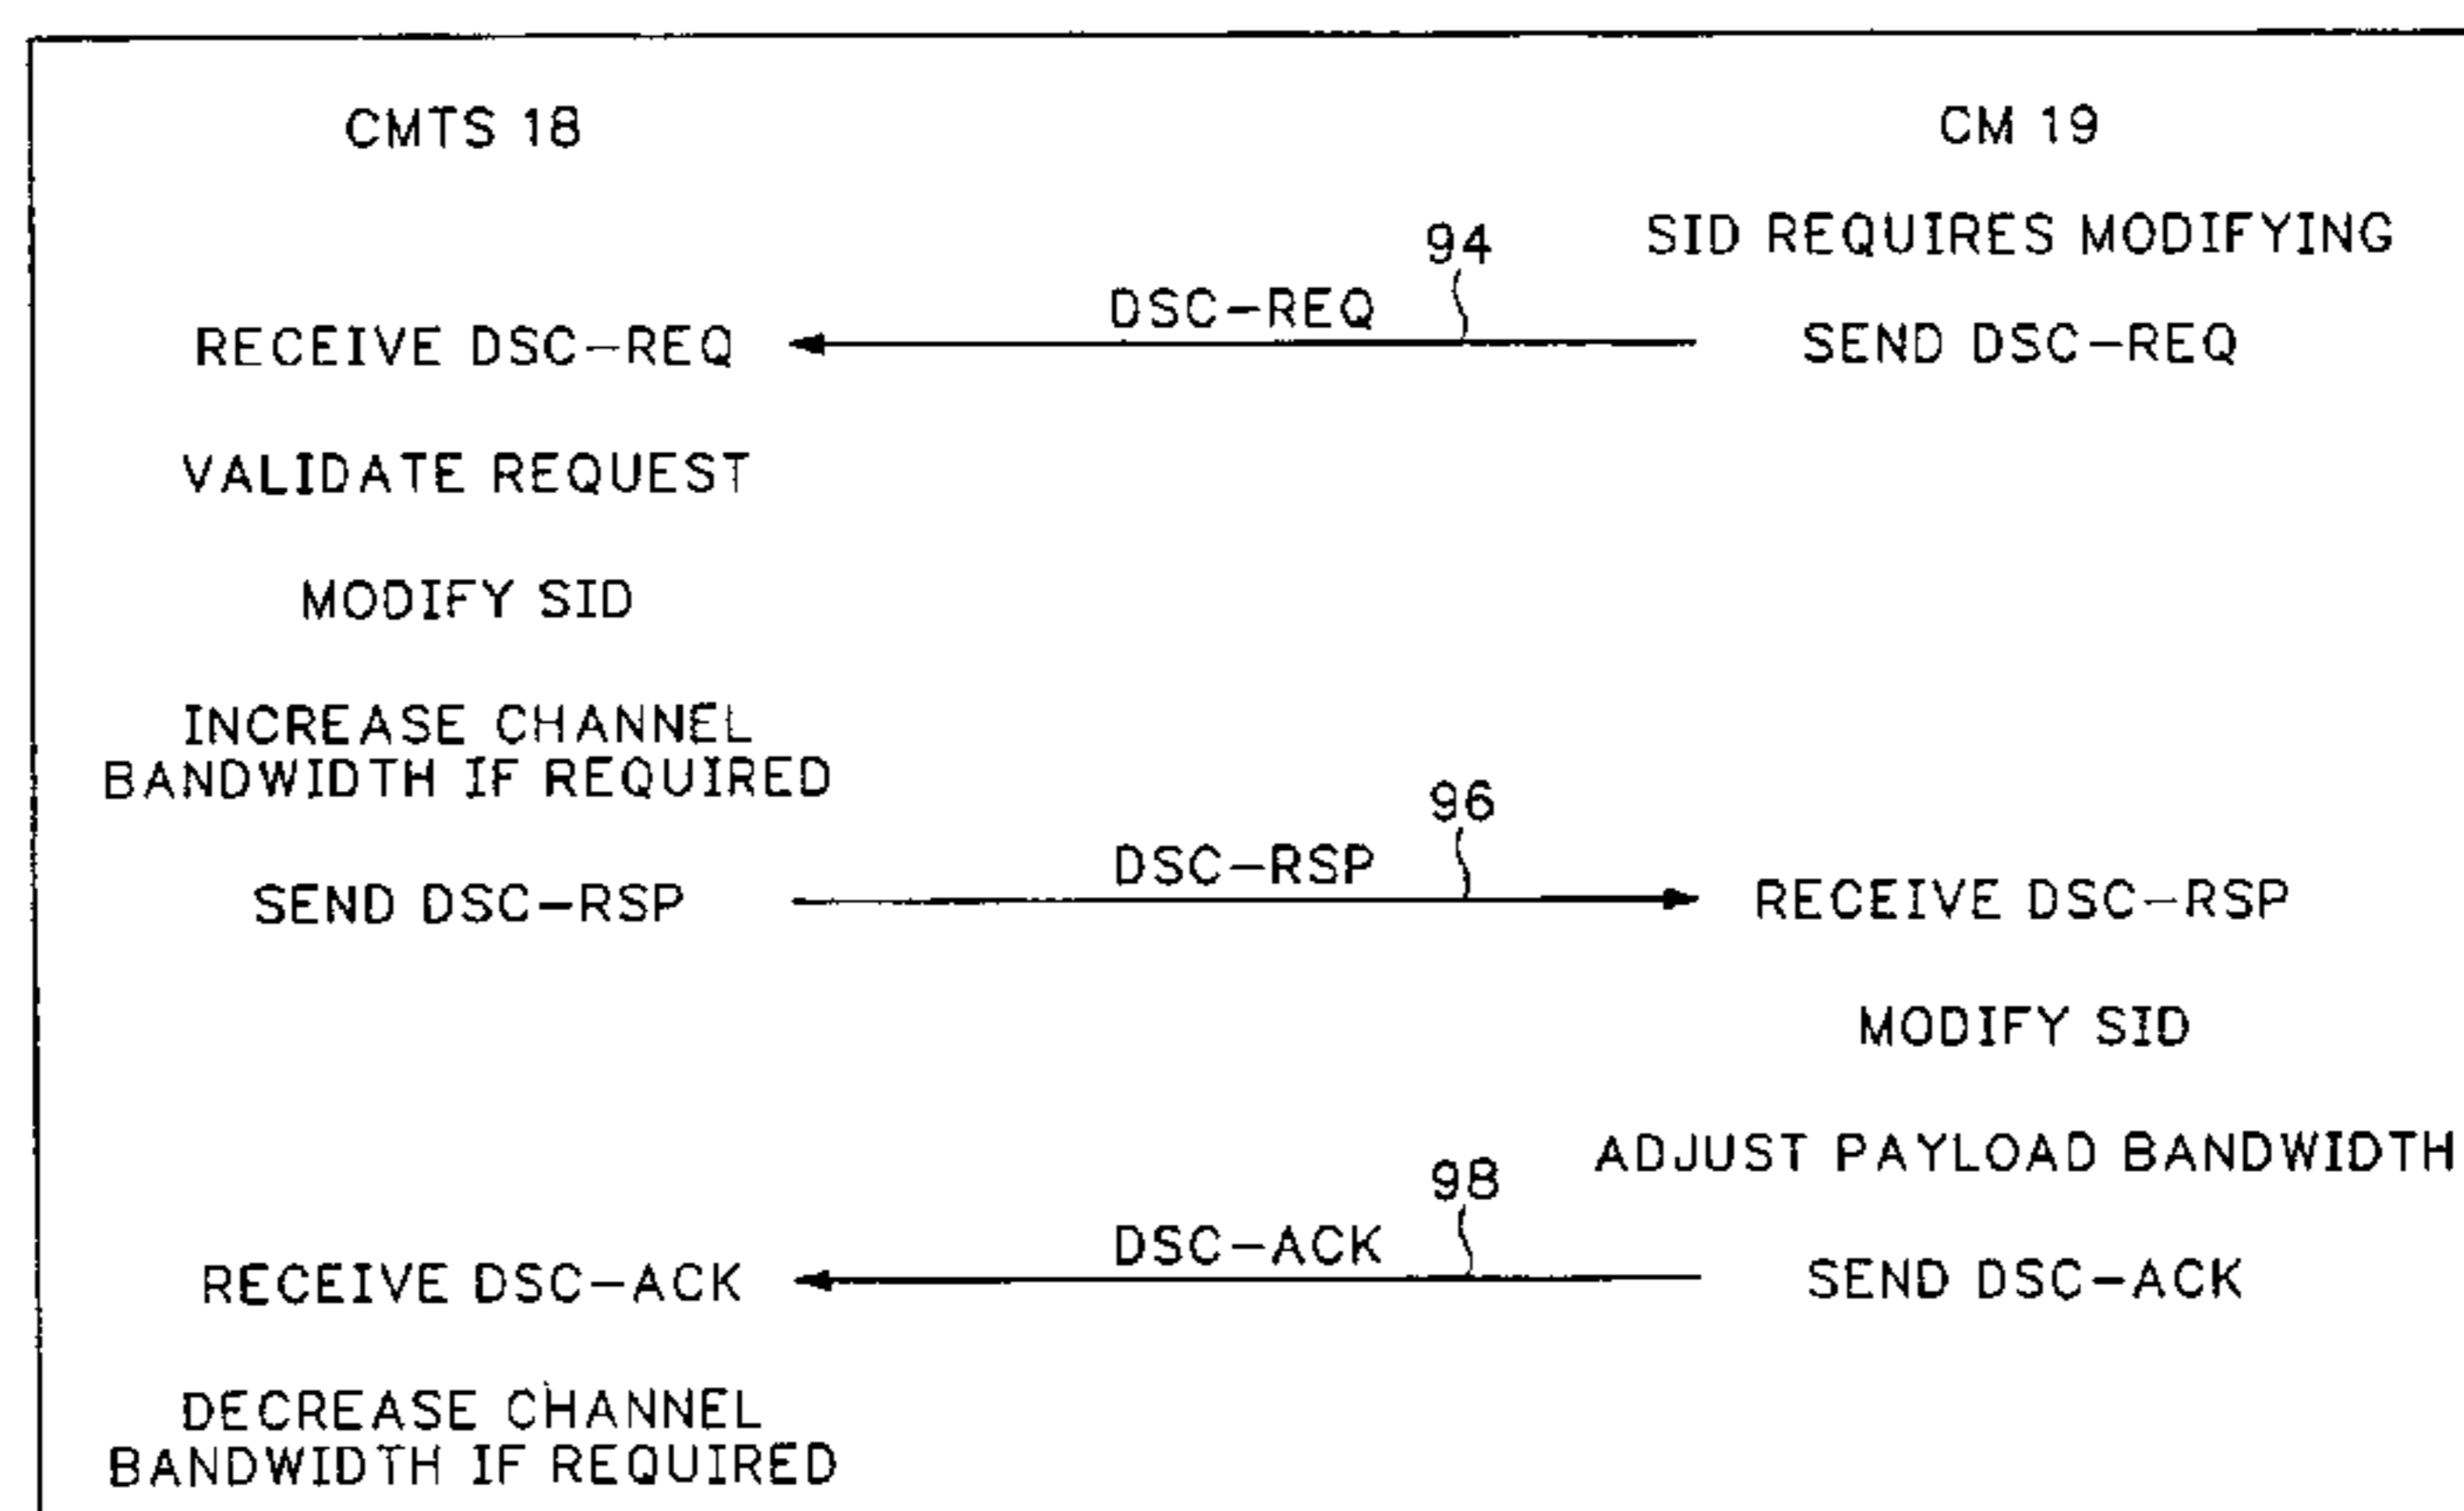 CMTS 18
CM 19
SID REQUIRES MODIFYING
94
DSC-REQ
RECEIVE DSC-REQ
SEND DSC-REQ
VALIDATE REQUEST
MODIFY SID
INCREASE CHANNEL
BANDWIDTH IF REQUIRED
96
DSC-RSP
SEND DSC-RSP
RECEIVE DSC-RSP
MODIFY SID
ADJUST PAYLOAD BANDWIDTH
98
DSC-ACK
RECEIVE DSC-ACK
SEND DSC-ACK
DECREASE CHANNEL
BANDWIDTH IF REQUIRED